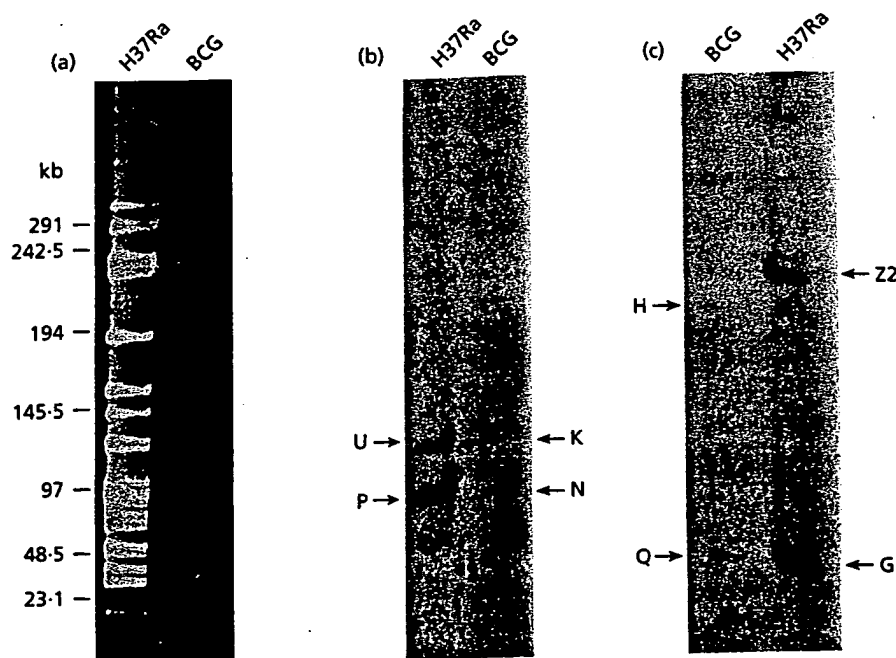 (a) H37Ra BCG
(b) H37Ra BCG
(c) BCG H37Ra
kb
291
242·5
194
145·5
97
48·5
23·1
U
P
K
N
H
Q
Z2
G